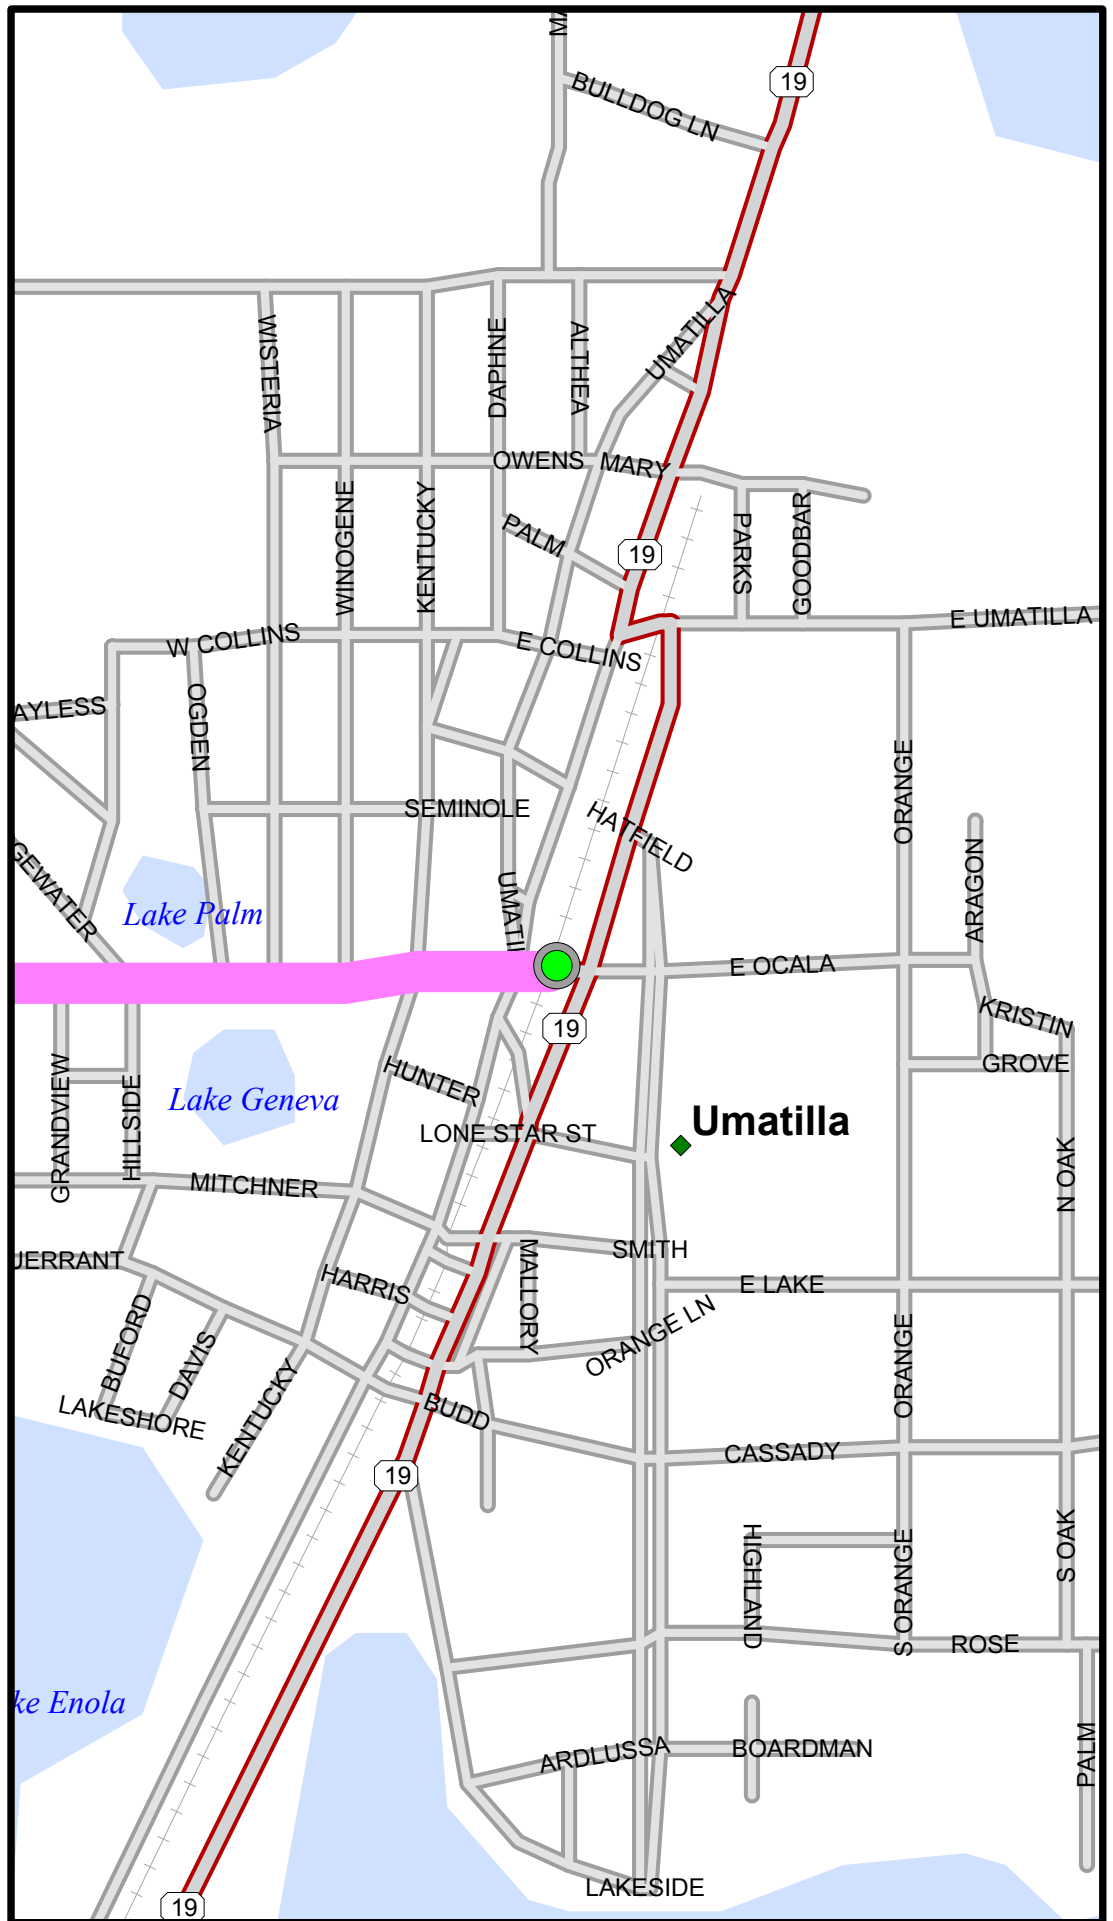 19
BULLDOG LN
UMATILLA
WISTERIA
DAPHNE
ALTHEA
OWENS
MARY
WINOGENE
KENTUCKY
PALM
19
PARKS
GOODBAR
E UMATILLA
W COLLINS
E COLLINS
AYLESS
OGDEN
ORANGE
SEMINOLE
HATFIELD
GEWATER
ARAGON
Lake Palm
UMATIL
E OCALA
KRISTIN
19
GROVE
GRANDVIEW
HILLSIDE
Lake Geneva
HUNTER
LONE STAR ST
Umatilla
N OAK
MITCHNER
SMITH
UERRANT
HARRIS
MALLORY
E LAKE
BUFORD
DAVIS
ORANGE LN
ORANGE
LAKESHORE
KENTUCKY
BUDD
CASSADY
19
HIGHLAND
S ORANGE
S OAK
ROSE
ke Enola
ARDLUSSA
BOARDMAN
PALM
LAKESIDE
19